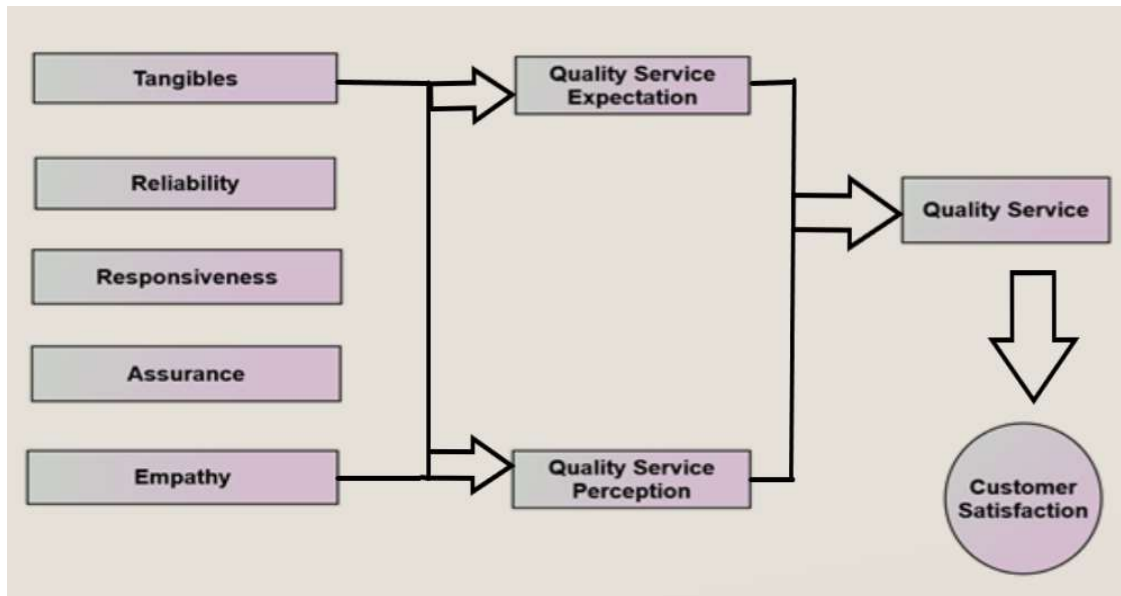 Tangibles
Reliability
Responsiveness
Assurance
Empathy
Quality Service
Expectation
Quality Service
Perception
Quality Service
Customer
Satisfaction